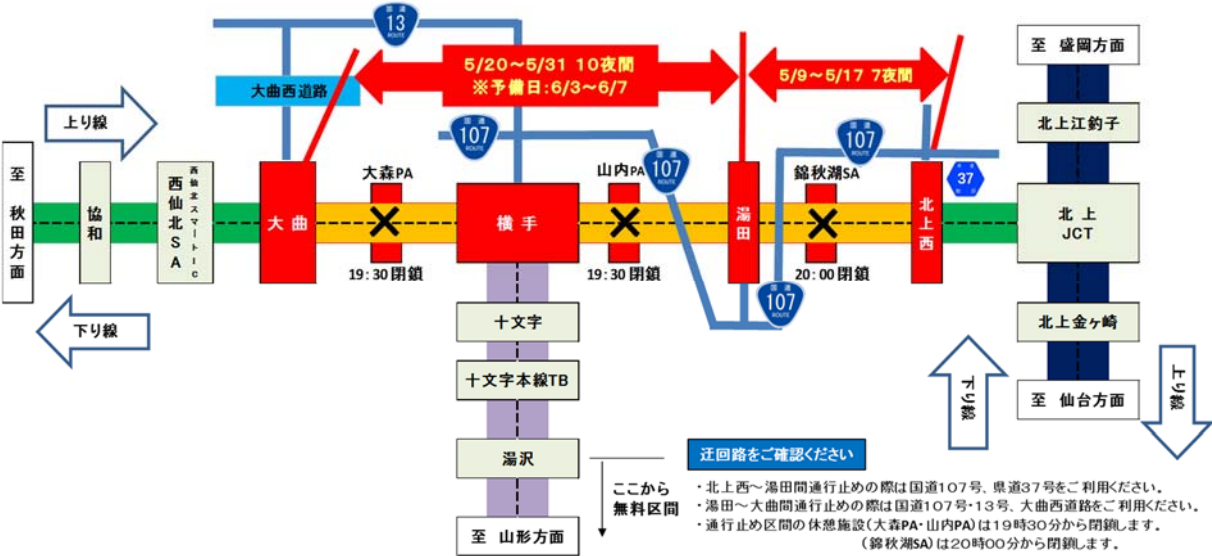 国道
13
ROUTE
至 盛岡方面
5/20～5/31 10夜間
※予備日:6/3～6/7
5/9～5/17 7夜間
大曲西道路
上り線
北上江釣子
国道
107
ROUTE
国道
107
ROUTE
国道
107
ROUTE
大森PA
山内PA
錦秋湖SA
37
至 秋田方面
協和
西仙北SA
西仙北スマートIC
大曲
横手
湯田
北上西
北上
JCT
19:30 閉鎖
19:30 閉鎖
20:00 閉鎖
国道
107
ROUTE
下り線
十文字
北上金ヶ崎
十文字本線TB
下り線
上り線
至 仙台方面
湯沢
迂回路をご確認ください
ここから
無料区間
・北上西～湯田間通行止めの際は国道107号、県道37号をご利用ください。
・湯田～大曲間通行止めの際は国道107号・13号、大曲西道路をご利用ください。
・通行止め区間の休憩施設(大森PA・山内PA)は19時30分から閉鎖します。
(錦秋湖SA)は20時00分から閉鎖します。
至 山形方面